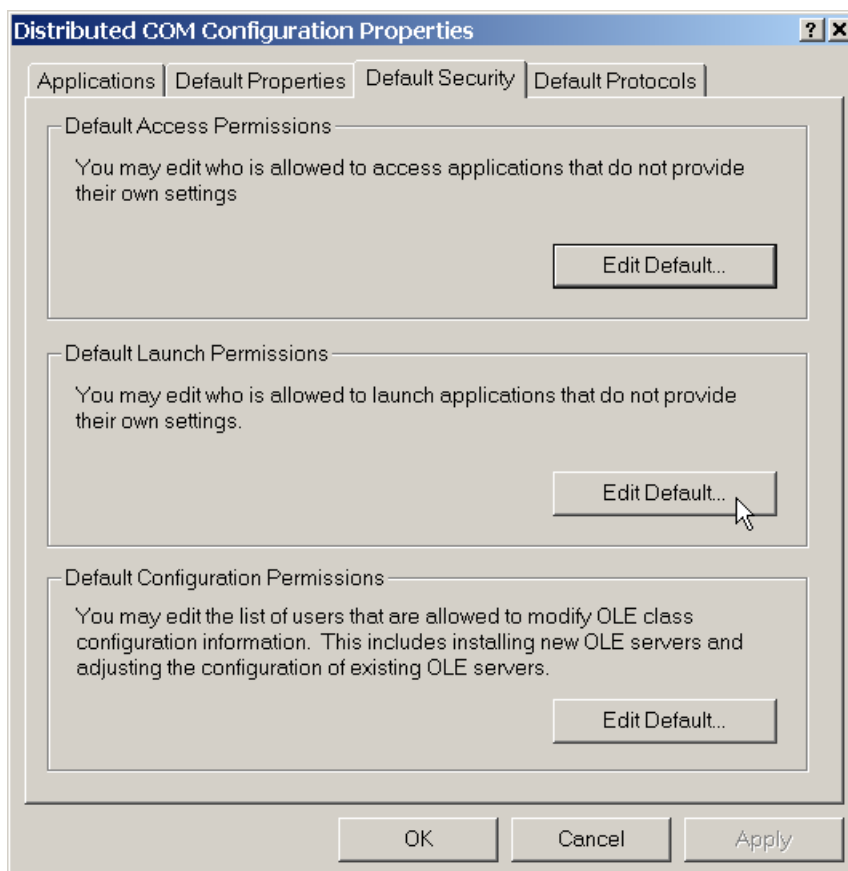 Distributed COM Configuration Properties
Applications Default Properties Default Security Default Protocols
Default Access Permissions
You may edit who is allowed to access applications that do not provide
their own settings
Edit Default...
Default Launch Permissions
You may edit who is allowed to launch applications that do not provide
their own settings.
Edit Default...
Default Configuration Permissions
You may edit the list of users that are allowed to modify OLE class
configuration information.  This includes installing new OLE servers and
adjusting the configuration of existing OLE servers.
Edit Default...
OK Cancel Apply